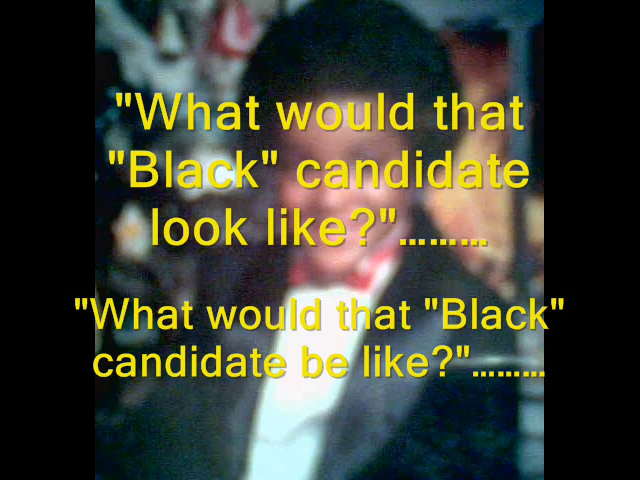 "What would that
"Black" candidate
look like?"………
"What would that "Black"
candidate be like?"………